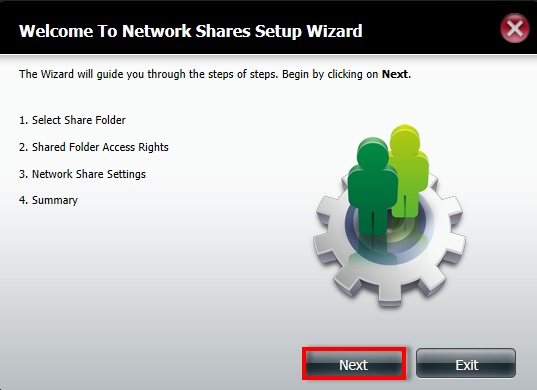 Welcome To Network Shares Setup Wizard
The Wizard will guide you through the steps of steps. Begin by clicking on Next.
1. Select Share Folder
2. Shared Folder Access Rights
3. Network Share Settings
4. Summary
Next
Exit